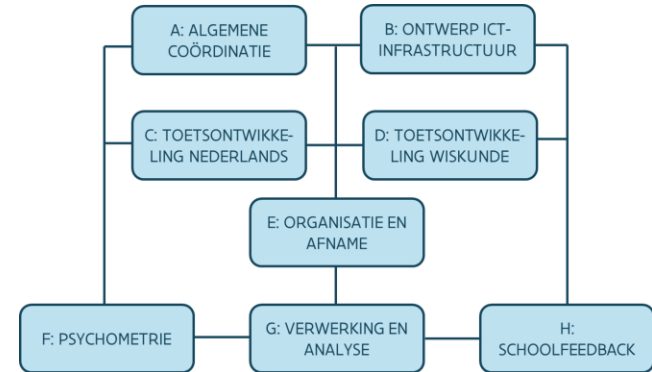 A: ALGEMENE
COÖRDINATIE
B: ONTWERP ICT-
INFRASTRUCTUUR
C: TOETSONTWIKKE-
LING NEDERLANDS
D: TOETSONTWIKKE-
LING WISKUNDE
E: ORGANISATIE EN
AFNAME
F: PSYCHOMETRIE
G: VERWERKING EN
ANALYSE
H:
SCHOOLFEEDBACK